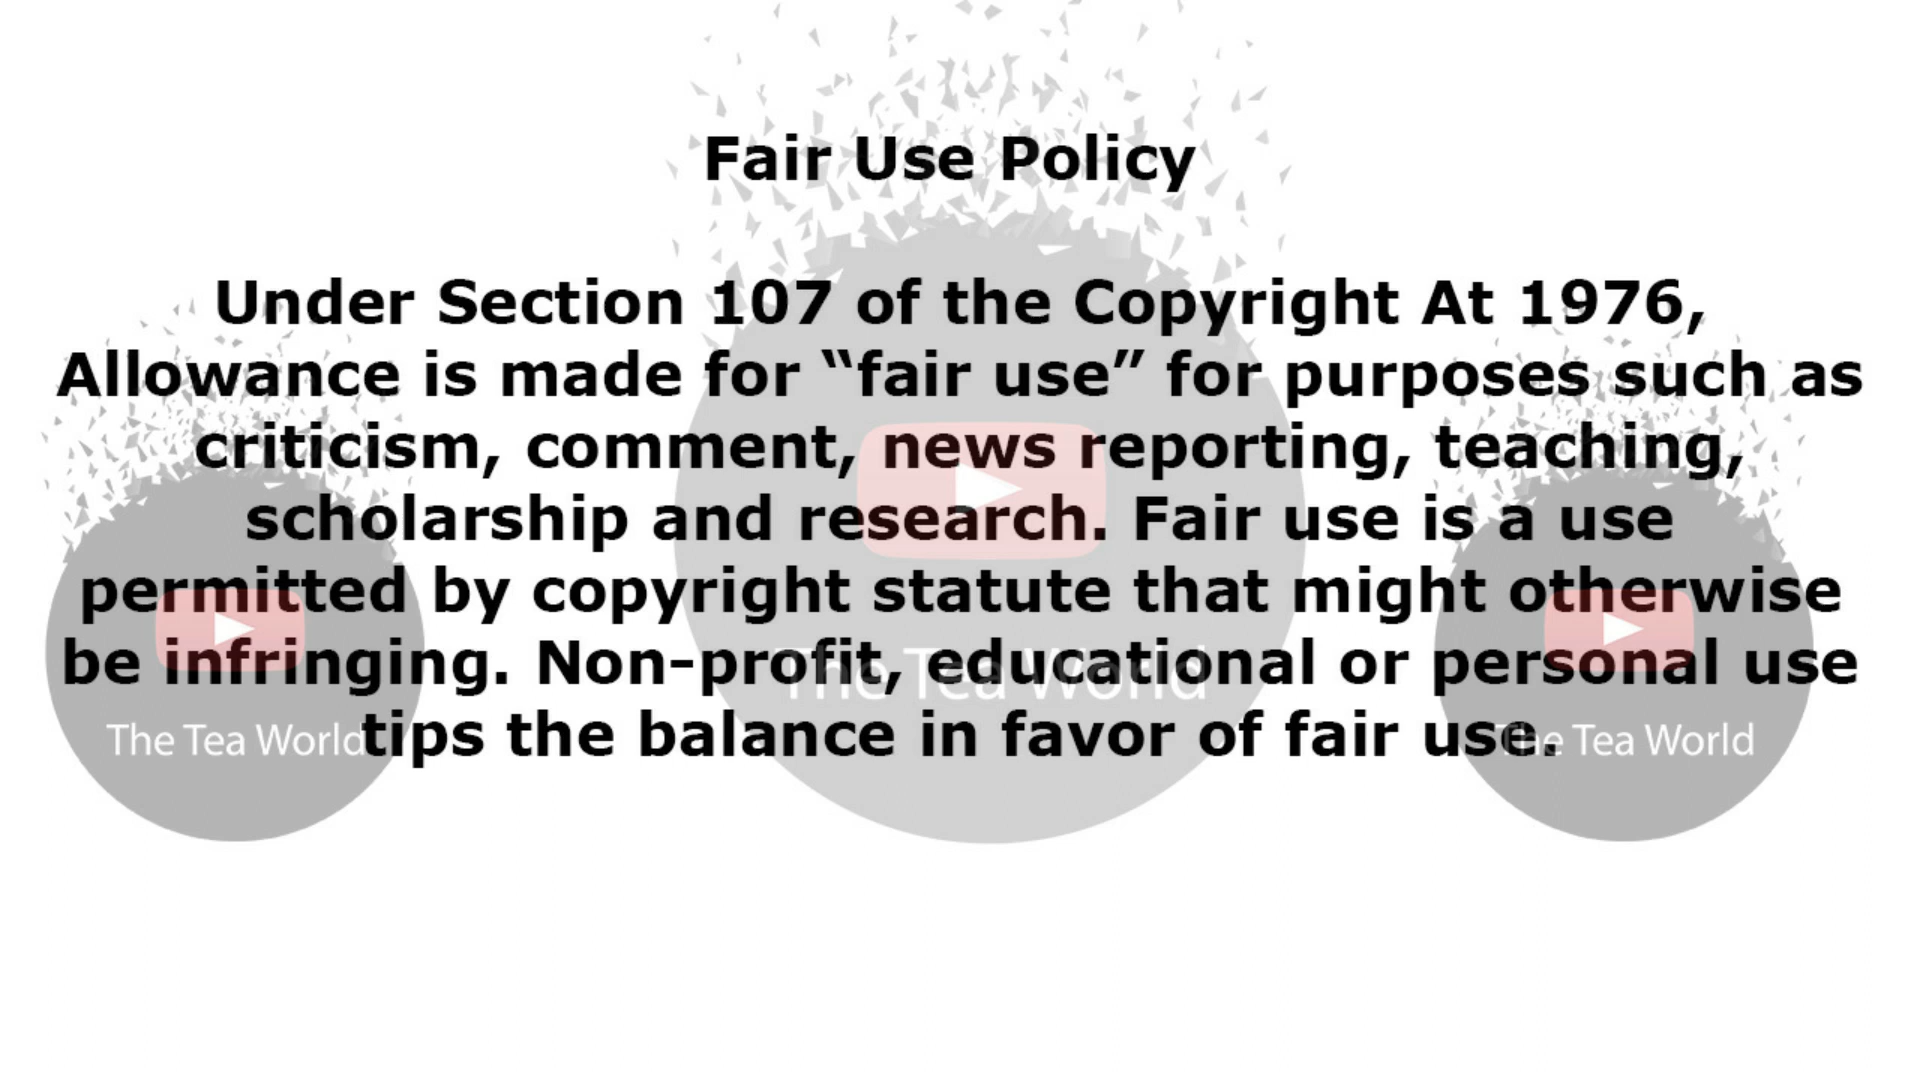 Fair Use Policy
Under Section 107 of the Copyright At 1976,
Allowance is made for “fair use” for purposes such as
criticism, comment, news reporting, teaching,
scholarship and research. Fair use is a use
permitted by copyright statute that might otherwise
be infringing. Non-profit, educational or personal use
tips the balance in favor of fair use.
The Tea World
The Tea World
The Tea World